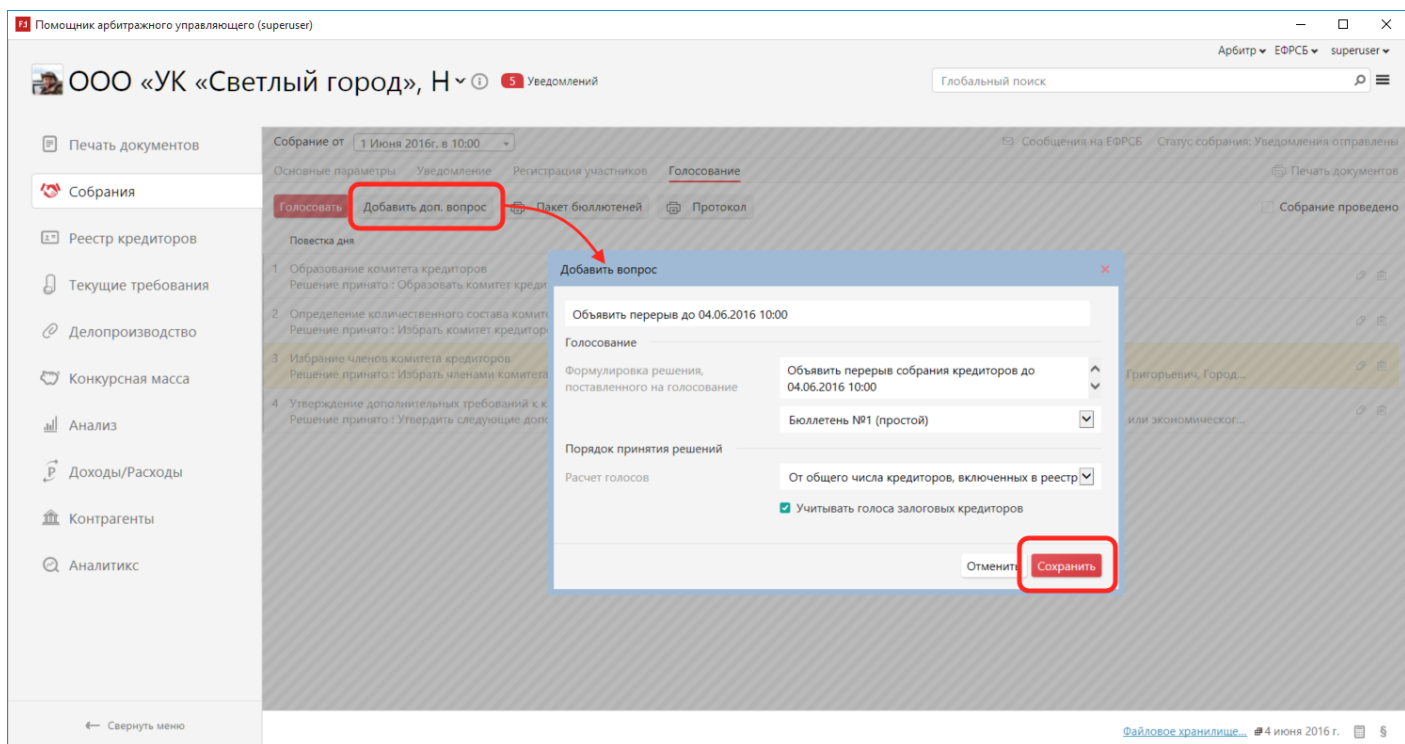 Помощник арбитражного управляющего (superuser)
Арбитр ЕФРСБ superuser
ООО «УК «Светлый город», Н 5 Уведомлений
Глобальный поиск
Печать документов
Собрания
Реестр кредиторов
Текущие требования
Делопроизводство
Конкурсная масса
Анализ
Доходы/Расходы
Контрагенты
Аналитикс
Свернуть меню
Собрание от 1 Июня 2016г. в 10:00 Сообщения на ЕФРСБ Статус собрания: Уведомления отправлены
Основные параметры Уведомление Регистрация участников Голосование Печать документов
Голосовать Добавить доп. вопрос Пакет бюллютеней Протокол Собрание проведено
Повестка дня
1 Образование комитета кредиторов
Решение принято : Образовать комитет креди
2 Определение количественного состава комит
Решение принято : Избрать комитет кредитор
3 Избрание членов комитета кредиторов
Решение принято : Избрать членами комитета Григорьевич, Город...
4 Утверждение дополнительных требований к к
Решение принято : Утвердить следующие допо или экономическог...
Добавить вопрос
Объявить перерыв до 04.06.2016 10:00
Голосование
Формулировка решения,
поставленного на голосование
Объявить перерыв собрания кредиторов до
04.06.2016 10:00
Бюллетень №1 (простой)
Порядок принятия решений
Расчет голосов От общего числа кредиторов, включенных в реестр
Учитывать голоса залоговых кредиторов
Отменить Сохранить
Файловое хранилище... 4 июня 2016 г. §